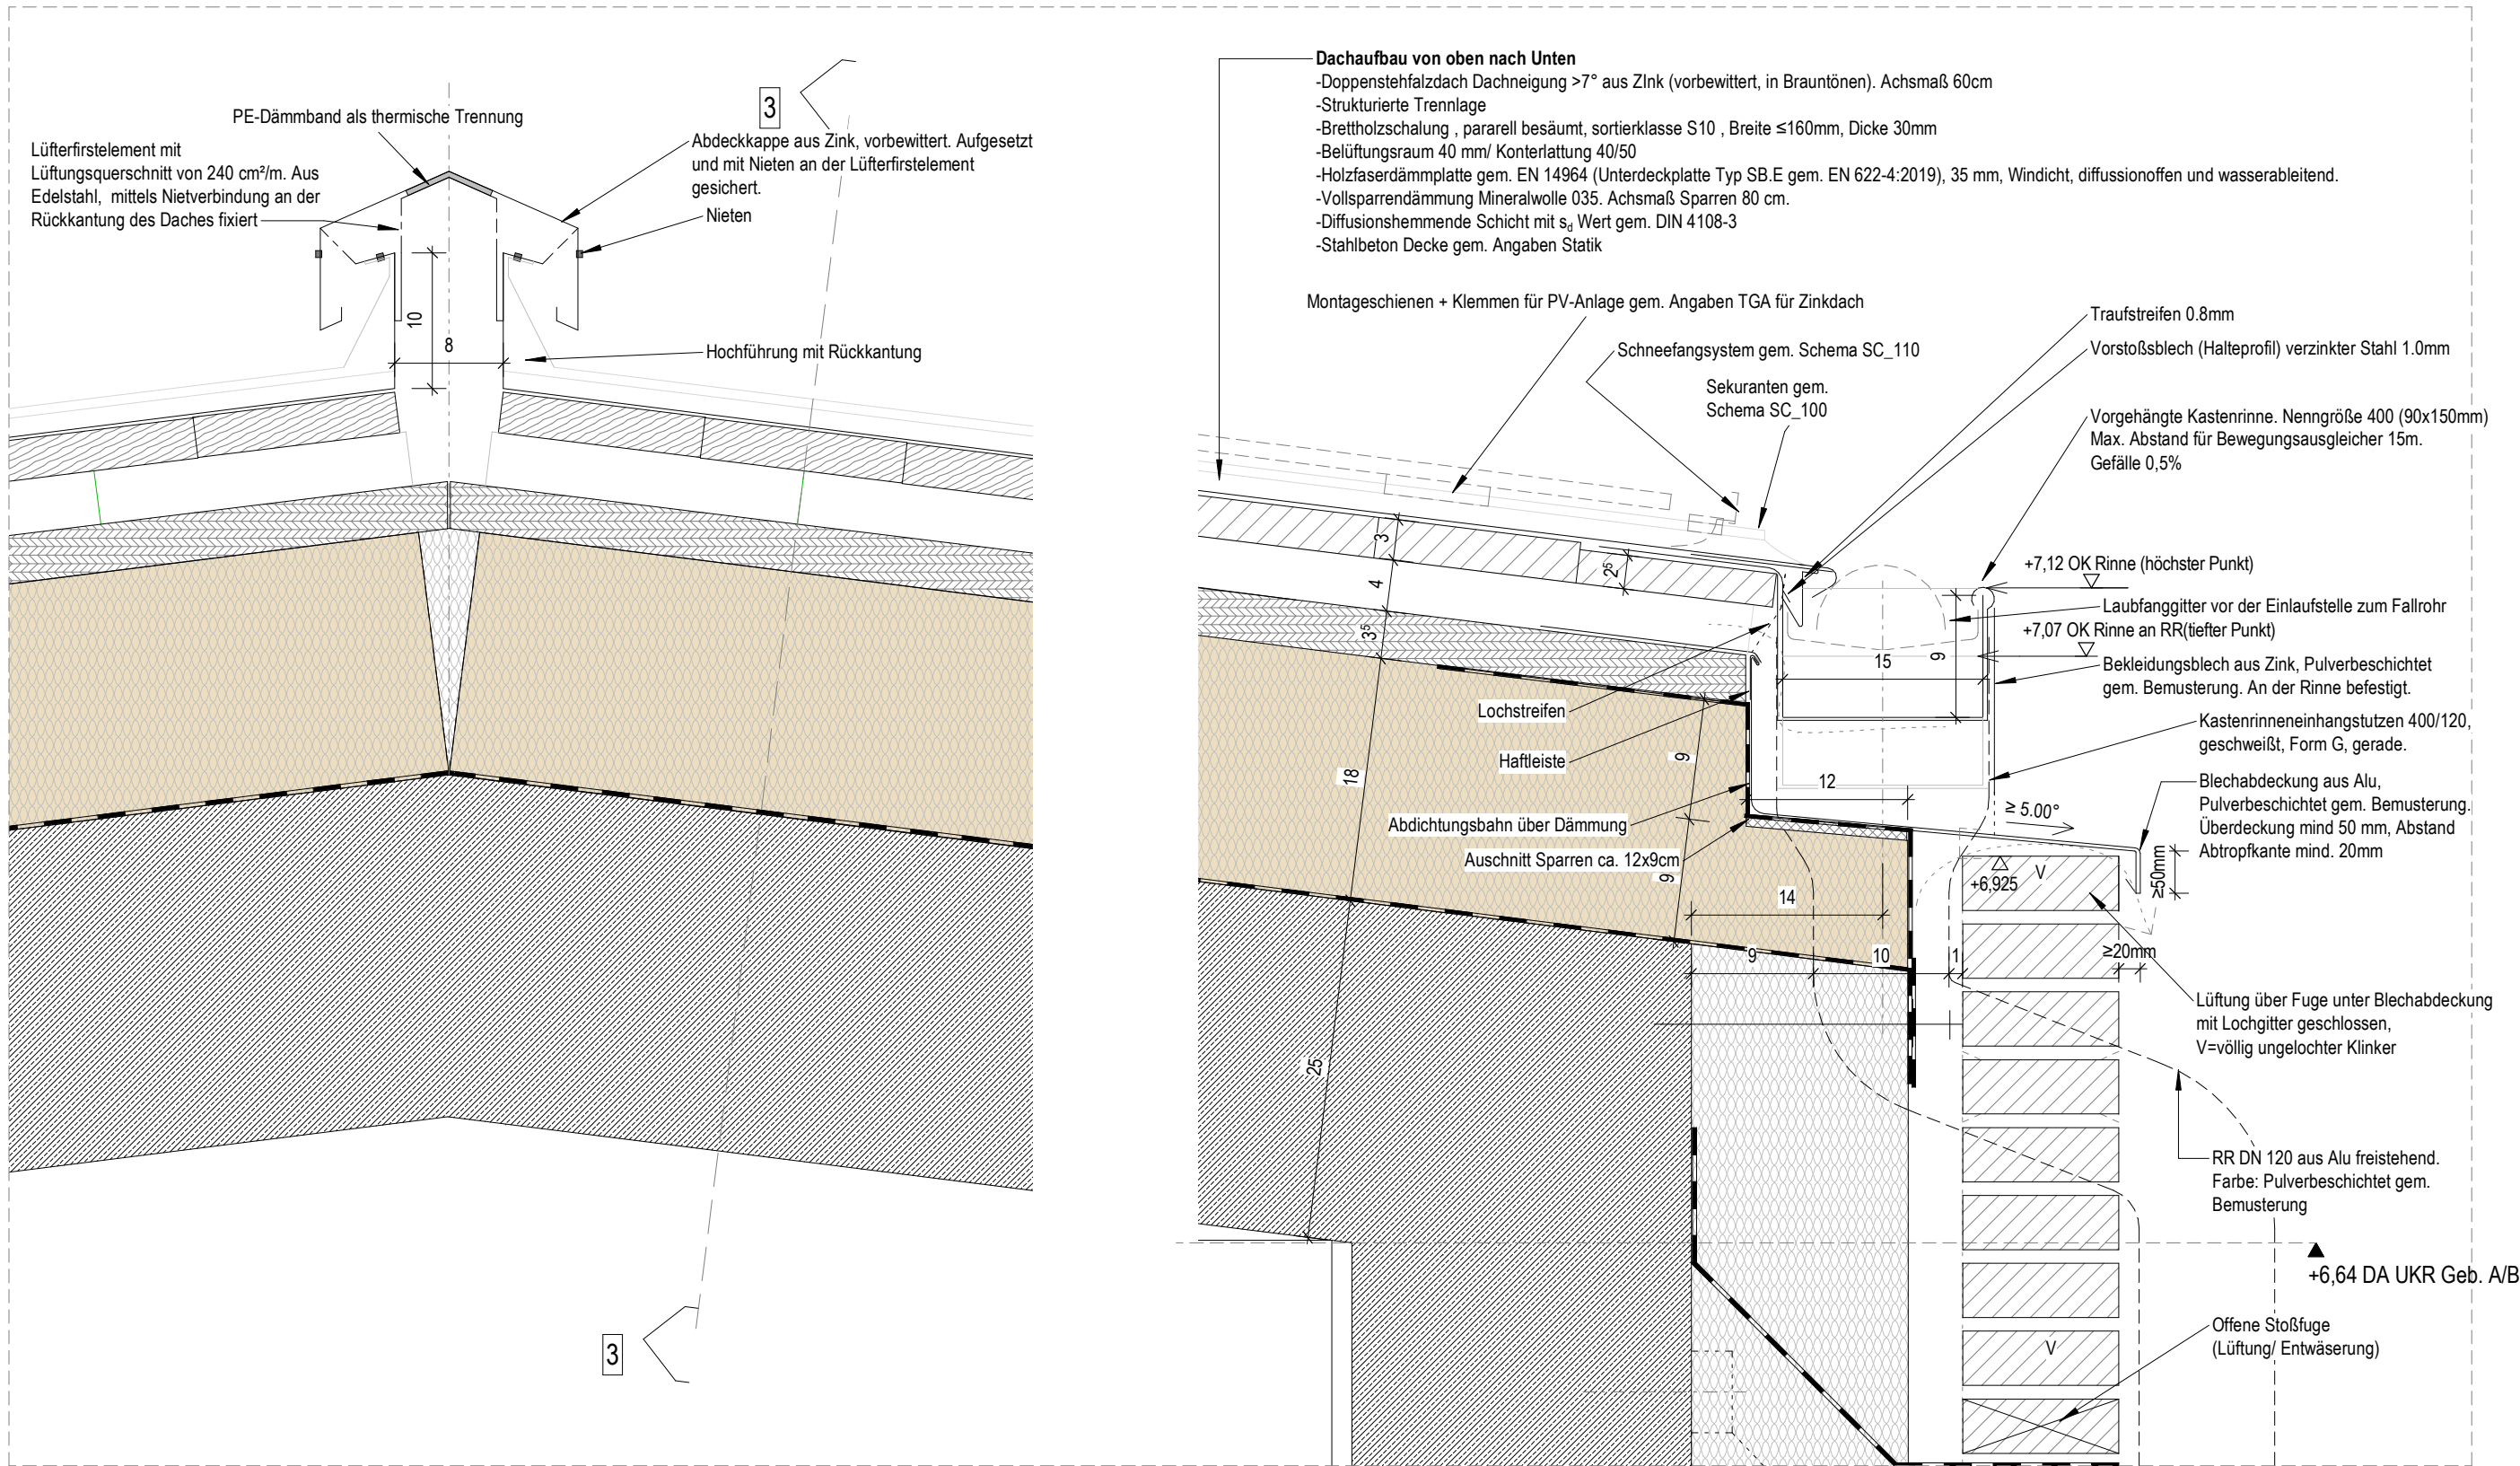 PE-Dämmband als thermische Trennung
Lüfterfirstelement mit
Lüftungsquerschnitt von 240 cm²/m. Aus
Edelstahl, mittels Nietverbindung an der
Rückkantung des Daches fixiert
3
Abdeckkappe aus Zink, vorbewittert. Aufgesetzt
und mit Nieten an der Lüfterfirstelement
gesichert.
Nieten
10
8
Hochführung mit Rückkantung
3
Dachaufbau von oben nach Unten
-Doppenstehfalzdach Dachneigung >7° aus ZInk (vorbewittert, in Brauntönen). Achsmaß 60cm
-Strukturierte Trennlage
-Brettholzschalung , pararell besäumt, sortierklasse S10 , Breite ≤160mm, Dicke 30mm
-Belüftungsraum 40 mm/ Konterlattung 40/50
-Holzfaserdämmplatte gem. EN 14964 (Unterdeckplatte Typ SB.E gem. EN 622-4:2019), 35 mm, Windicht, diffussionoffen und wasserableitend.
-Vollsparrendämmung Mineralwolle 035. Achsmaß Sparren 80 cm.
-Diffusionshemmende Schicht mit sd Wert gem. DIN 4108-3
-Stahlbeton Decke gem. Angaben Statik
Montageschienen + Klemmen für PV-Anlage gem. Angaben TGA für Zinkdach
Schneefangsystem gem. Schema SC_110
Sekuranten gem.
Schema SC_100
Traufstreifen 0.8mm
Vorstoßsblech (Halteprofil) verzinkter Stahl 1.0mm
Vorgehängte Kastenrinne. Nenngröße 400 (90x150mm)
Max. Abstand für Bewegungsausgleicher 15m.
Gefälle 0,5%
+7,12 OK Rinne (höchster Punkt)
Laubfanggitter vor der Einlaufstelle zum Fallrohr
+7,07 OK Rinne an RR(tiefter Punkt)
Bekleidungsblech aus Zink, Pulverbeschichtet
gem. Bemusterung. An der Rinne befestigt.
Kastenrinneneinhangstutzen 400/120,
geschweißt, Form G, gerade.
Blechabdeckung aus Alu,
Pulverbeschichtet gem. Bemusterung.
Überdeckung mind 50 mm, Abstand
Abtropfkante mind. 20mm
3
4
3⁵
2⁵
18
25
15
9
Lochstreifen
Haftleiste
9
12
≥ 5.00°
Abdichtungsbahn über Dämmung
Auschnitt Sparren ca. 12x9cm
9
14
9
10
1
+6,925
V
≥50mm
≥20mm
Lüftung über Fuge unter Blechabdeckung
mit Lochgitter geschlossen,
V=völlig ungelochter Klinker
RR DN 120 aus Alu freistehend.
Farbe: Pulverbeschichtet gem.
Bemusterung
+6,64 DA UKR Geb. A/B
Offene Stoßfuge
(Lüftung/ Entwäserung)
V